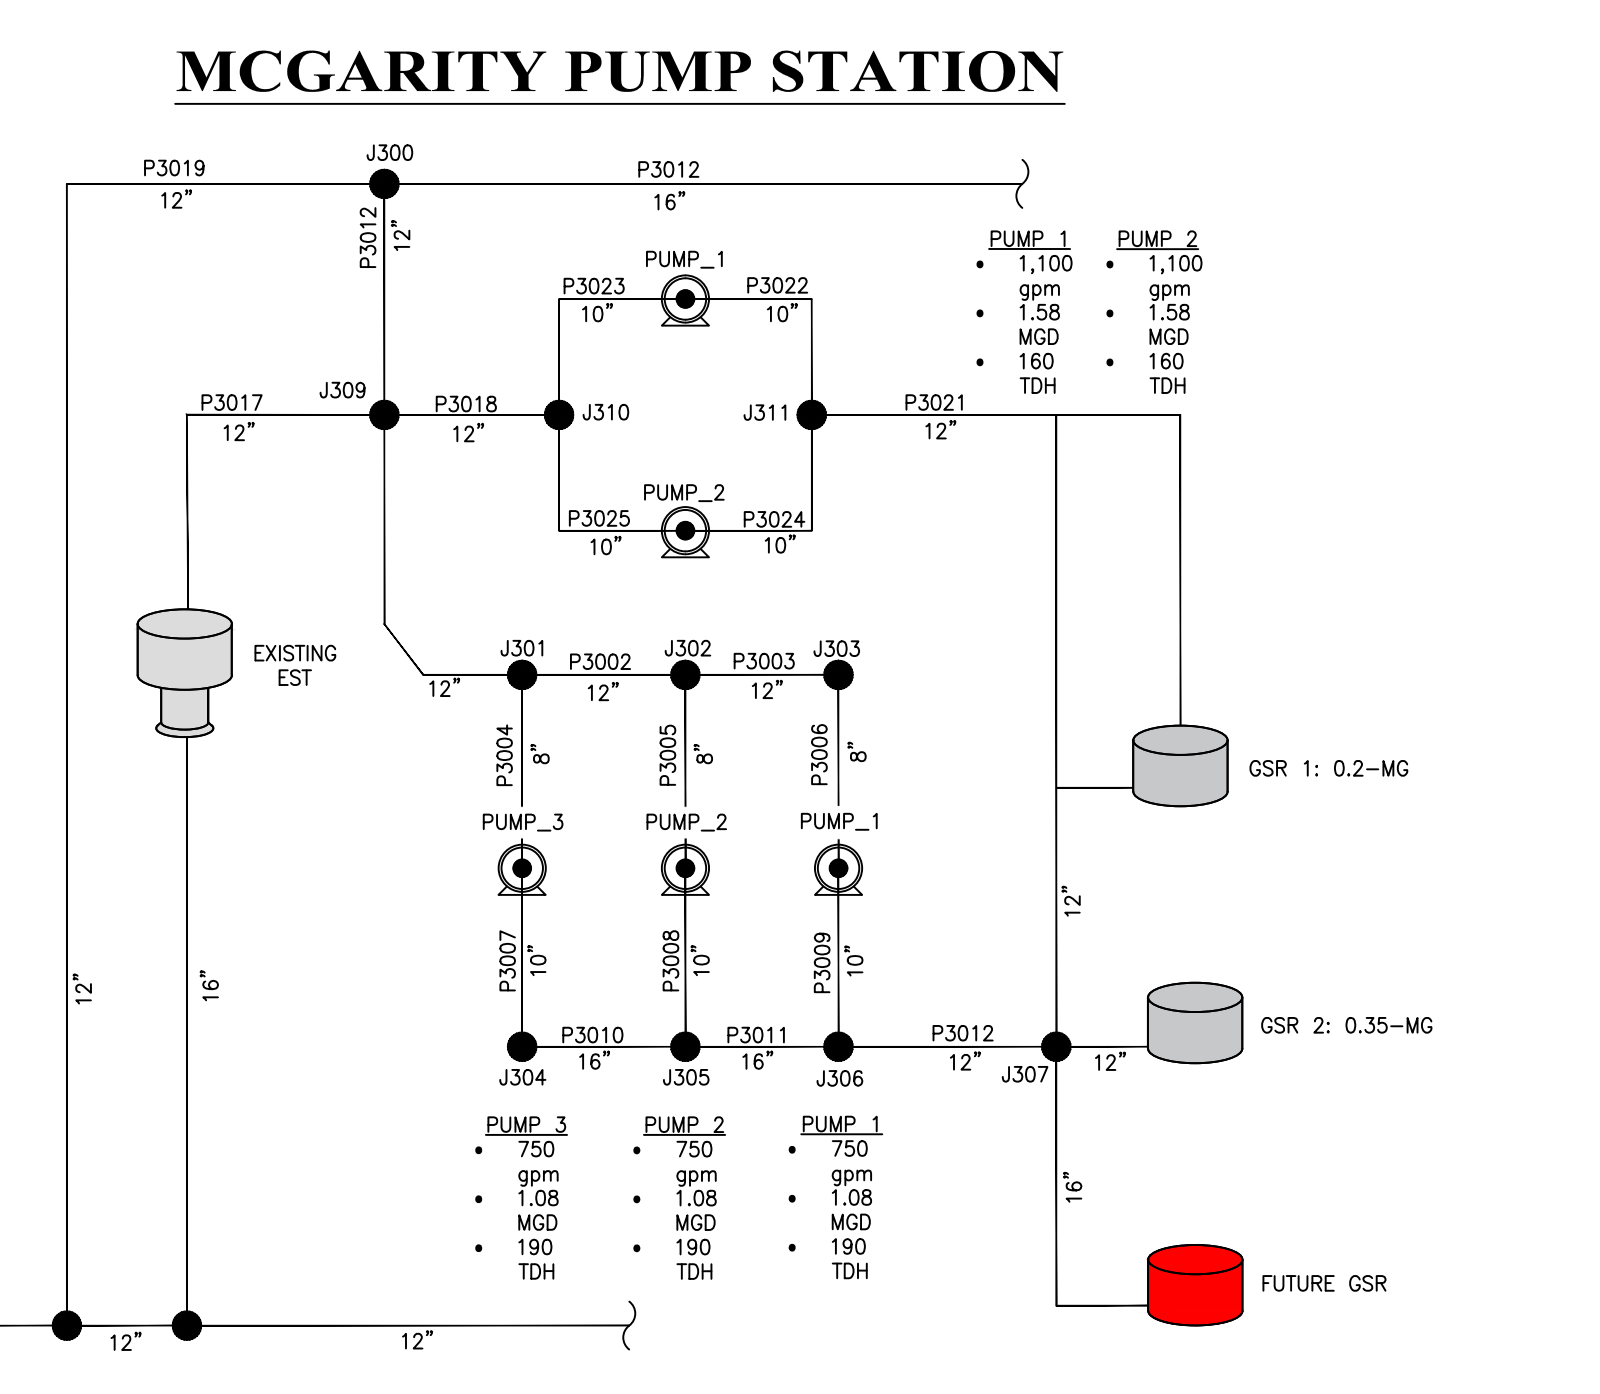 MCGARITY PUMP STATION
J300
P3019
P3012
12”
16”
P3012
12”
PUMP 1
PUMP 2
• 1,100
gpm
• 1.58
MGD
• 160
TDH
• 1,100
gpm
• 1.58
MGD
• 160
TDH
PUMP_1
P3023
P3022
10”
10”
J309
P3017
P3018
J310
J311
P3021
12”
12”
12”
PUMP_2
P3025
P3024
10”
10”
EXISTING
EST
J301
P3002
J302
P3003
J303
12”
12”
12”
P3004
8”
P3005
8”
P3006
8”
GSR 1: 0.2-MG
PUMP_3
PUMP_2
PUMP_1
12”
12”
16”
P3007
10”
P3008
10”
P3009
10”
GSR 2: 0.35-MG
P3010
P3011
P3012
16”
16”
12”
12”
J304
J305
J306
J307
PUMP 3
• 750
gpm
• 1.08
MGD
• 190
TDH
PUMP 2
• 750
gpm
• 1.08
MGD
• 190
TDH
PUMP 1
• 750
gpm
• 1.08
MGD
• 190
TDH
16”
FUTURE GSR
12”
12”